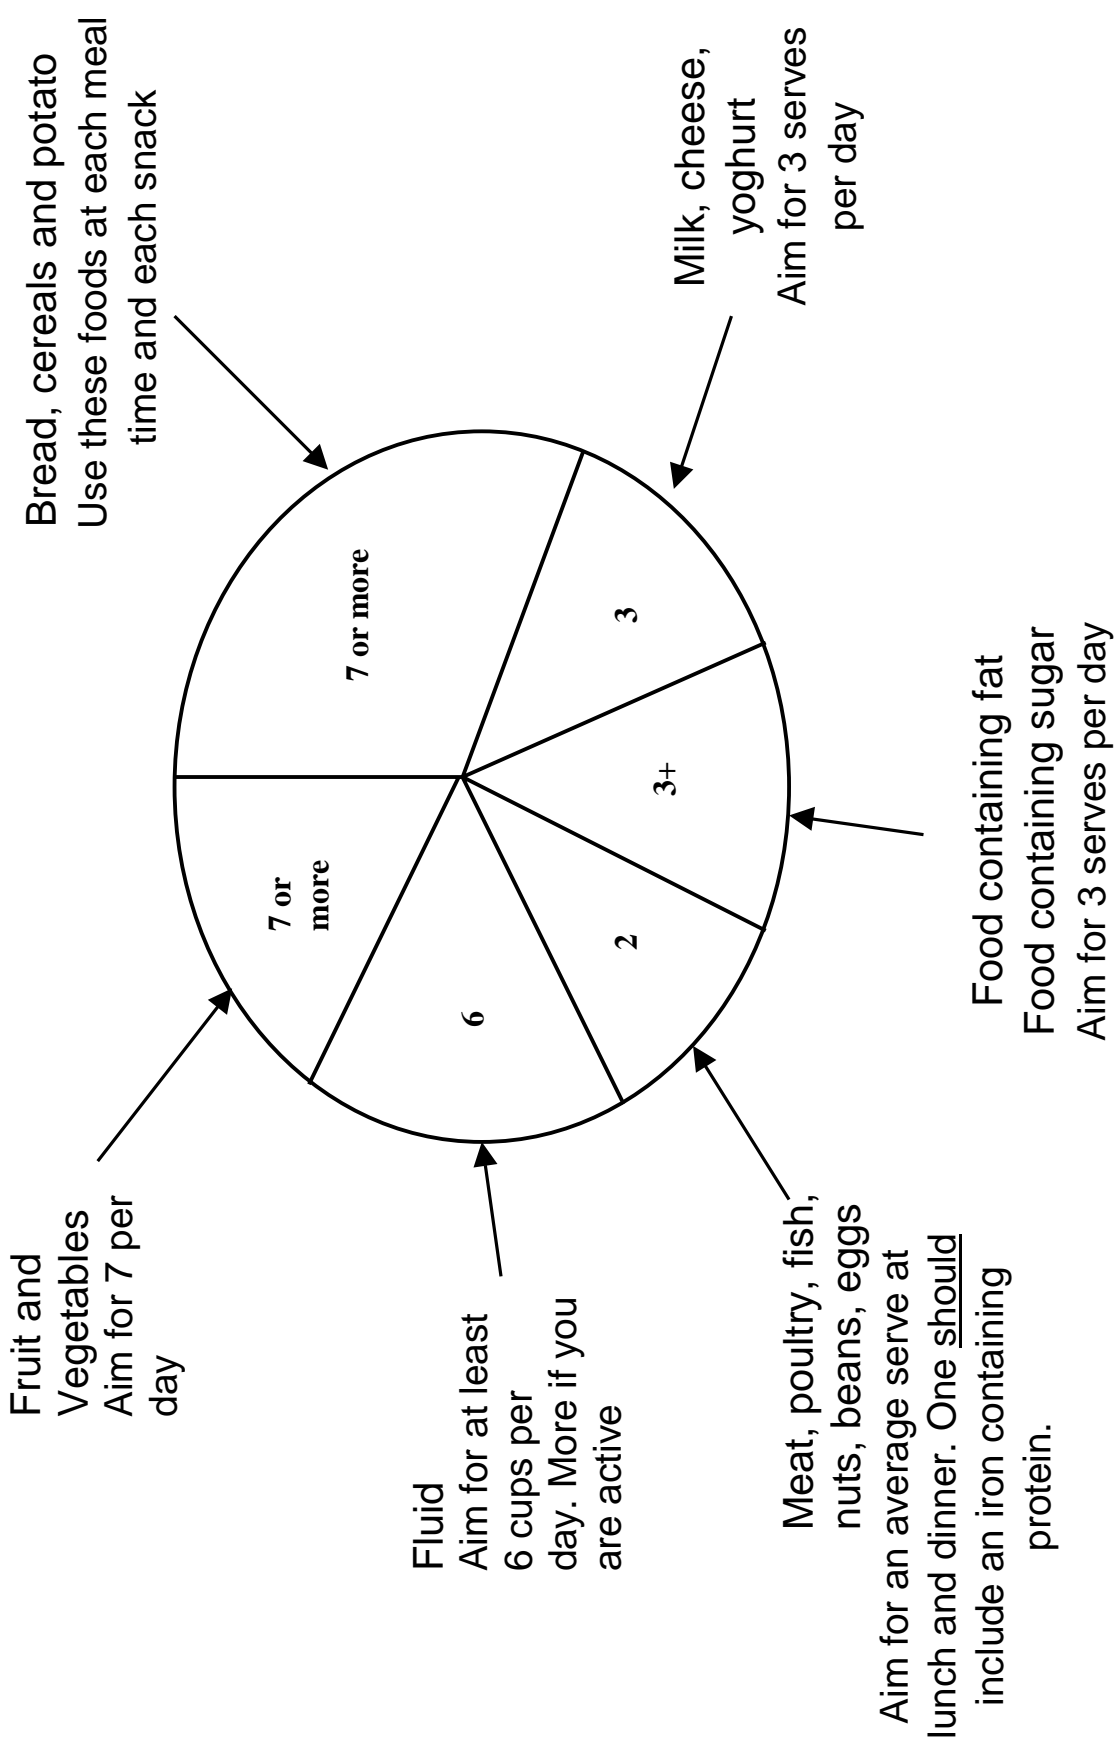 Fruit and
Vegetables
Aim for 7 per
day
Bread, cereals and potato
Use these foods at each meal
time and each snack
7 or
more
7 or more
Fluid
Aim for at least
6 cups per
day. More if you
are active
6
3
Milk, cheese,
yoghurt
Aim for 3 serves
per day
2
3+
Meat, poultry, fish,
nuts, beans, eggs
Aim for an average serve at
lunch and dinner. One should
include an iron containing
protein.
Food containing fat
Food containing sugar
Aim for 3 serves per day